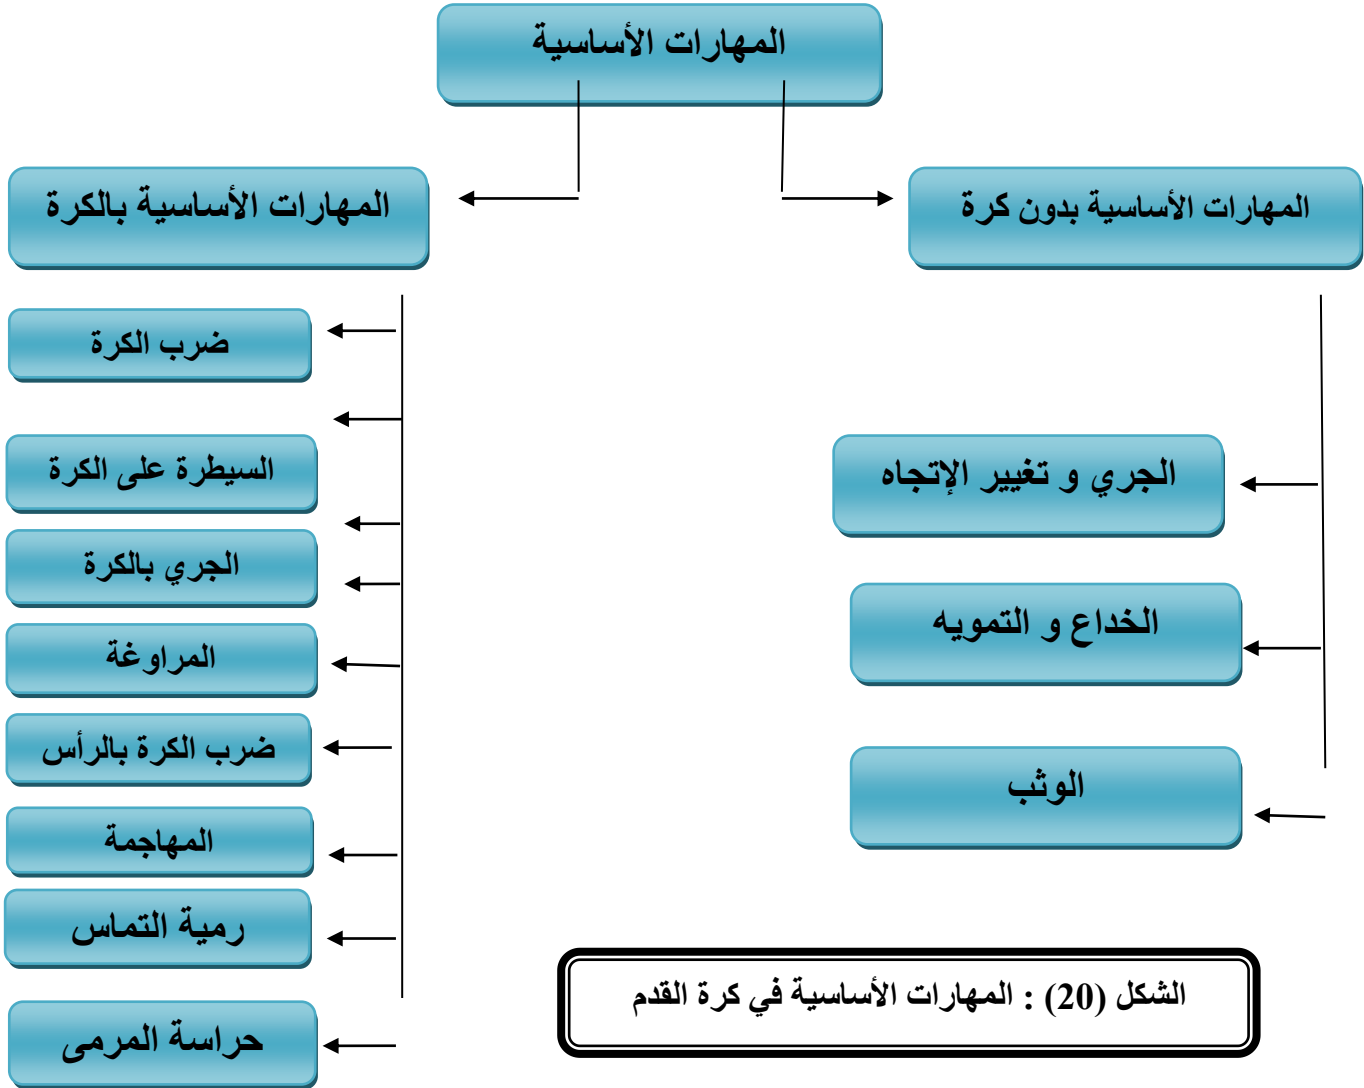 المهارات الأساسية
المهارات الأساسية بدون كرة
المهارات الأساسية بالكرة
الجري و تغيير الإتجاه
الخداع و التمويه
الوثب
ضرب الكرة
السيطرة على الكرة
الجري بالكرة
المراوغة
ضرب الكرة بالرأس
المهاجمة
رمية التماس
حراسة المرمى
الشكل (20) : المهارات الأساسية في كرة القدم